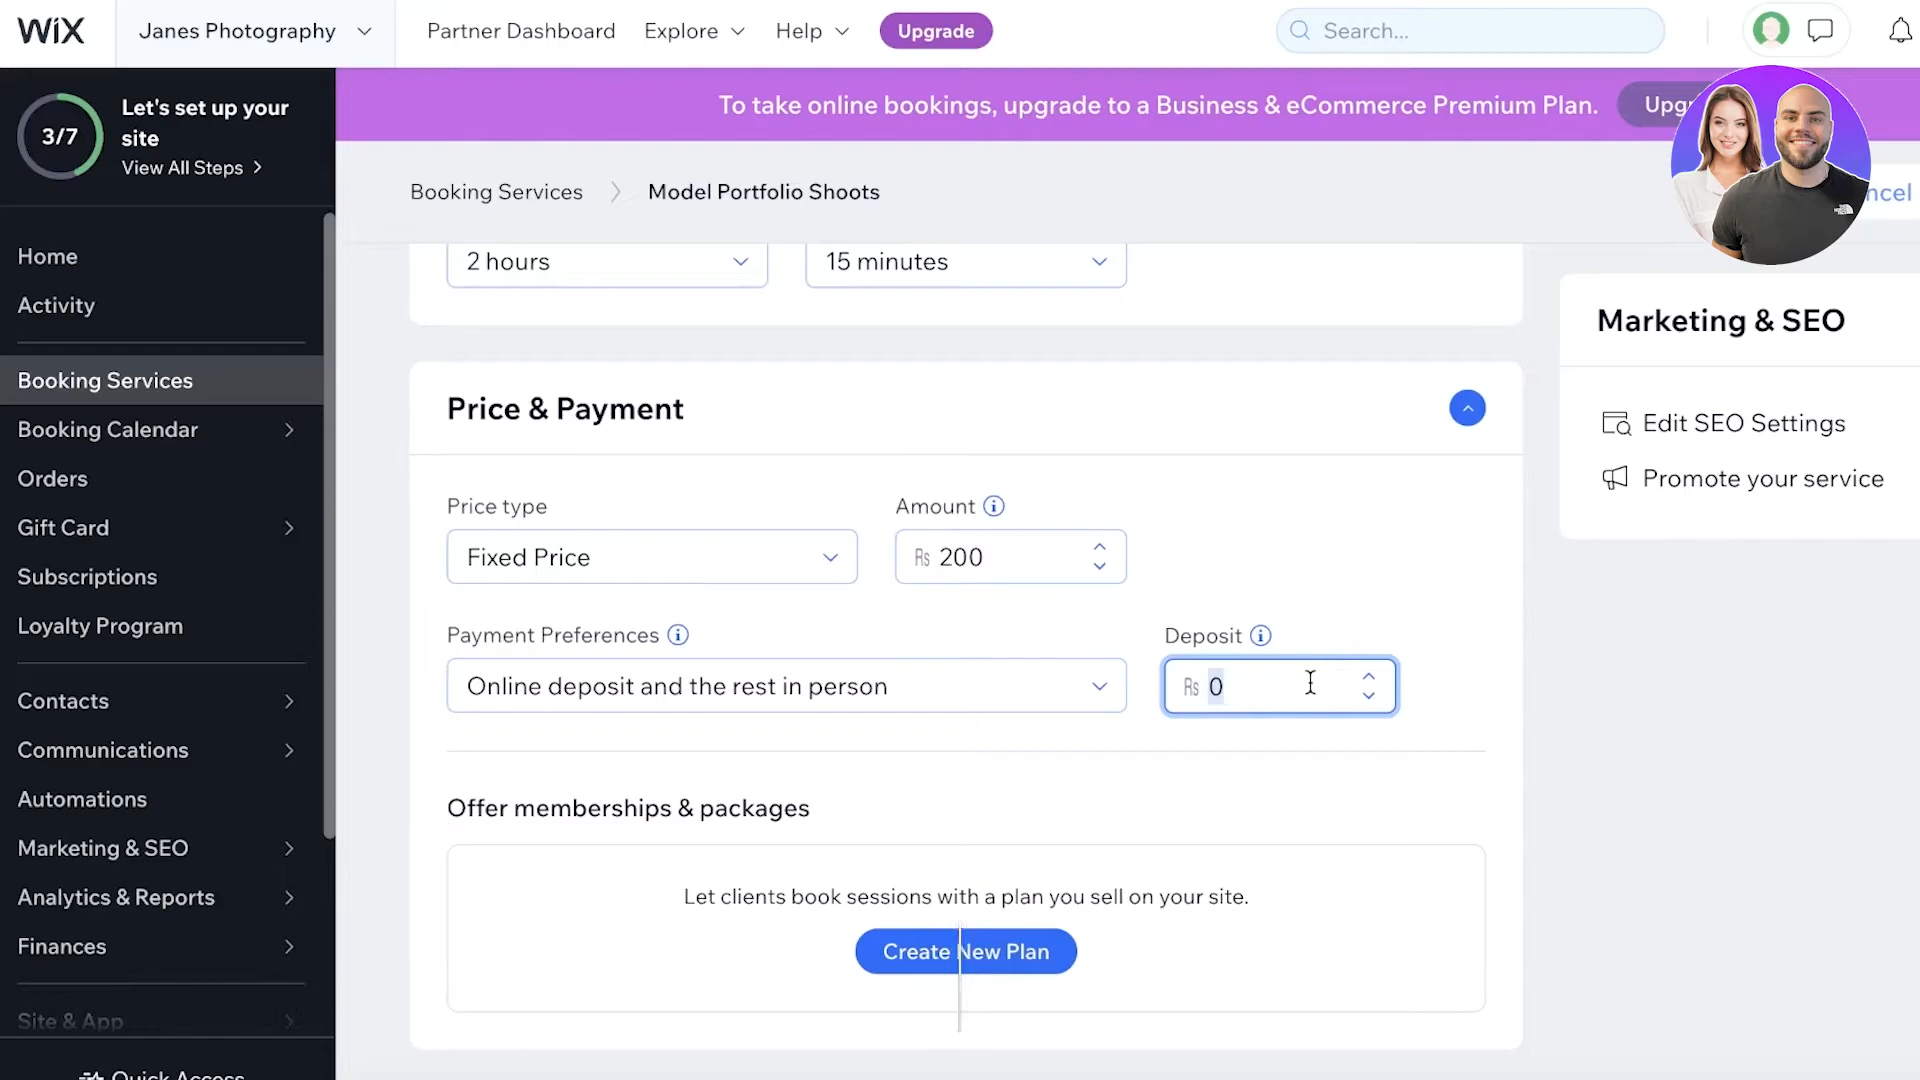 WiX
Janes Photography
Partner Dashboard
Explore
Help
Upgrade
Search...
3/7
Let's set up your
site
View All Steps
To take online bookings, upgrade to a Business & eCommerce Premium Plan.
Booking Services
Model Portfolio Shoots
Home
Activity
Booking Services
Booking Calendar
Orders
Gift Card
Subscriptions
Loyalty Program
Contacts
Communications
Automations
Marketing & SEO
Analytics & Reports
Finances
Site & App
Quick Access
2 hours
15 minutes
Price & Payment
Price type
Amount
Fixed Price
Rs 200
Payment Preferences
Deposit
Online deposit and the rest in person
Rs 0
Offer memberships & packages
Let clients book sessions with a plan you sell on your site.
Create New Plan
Marketing & SEO
Edit SEO Settings
Promote your service